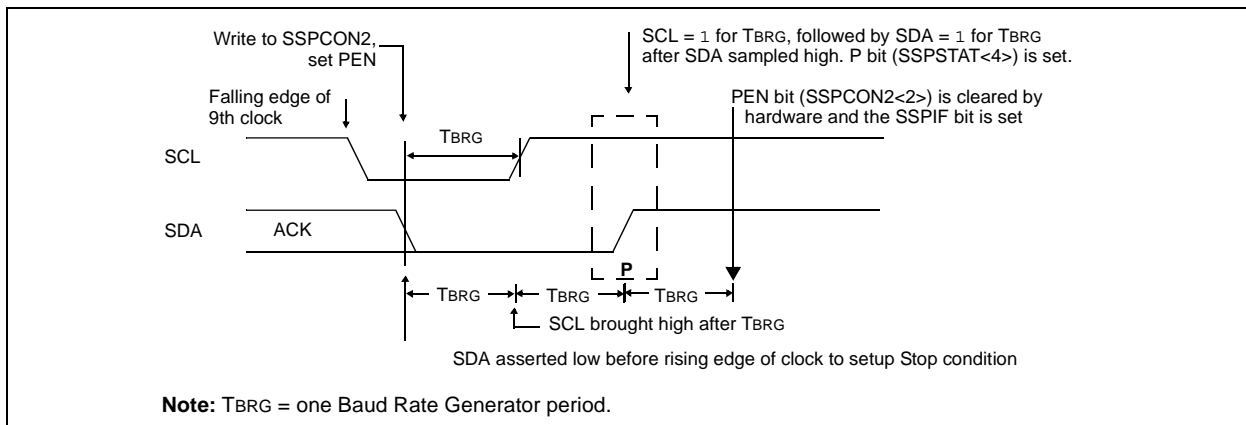 Write to SSPCON2,
set PEN
SCL = 1 for TBRG, followed by SDA = 1 for TBRG
after SDA sampled high. P bit (SSPSTAT<4>) is set.
Falling edge of
9th clock
PEN bit (SSPCON2<2>) is cleared by
hardware and the SSPIF bit is set
TBRG
SCL
SDA
ACK
P
TBRG
TBRG
TBRG
SCL brought high after TBRG
SDA asserted low before rising edge of clock to setup Stop condition
Note: TBRG = one Baud Rate Generator period.